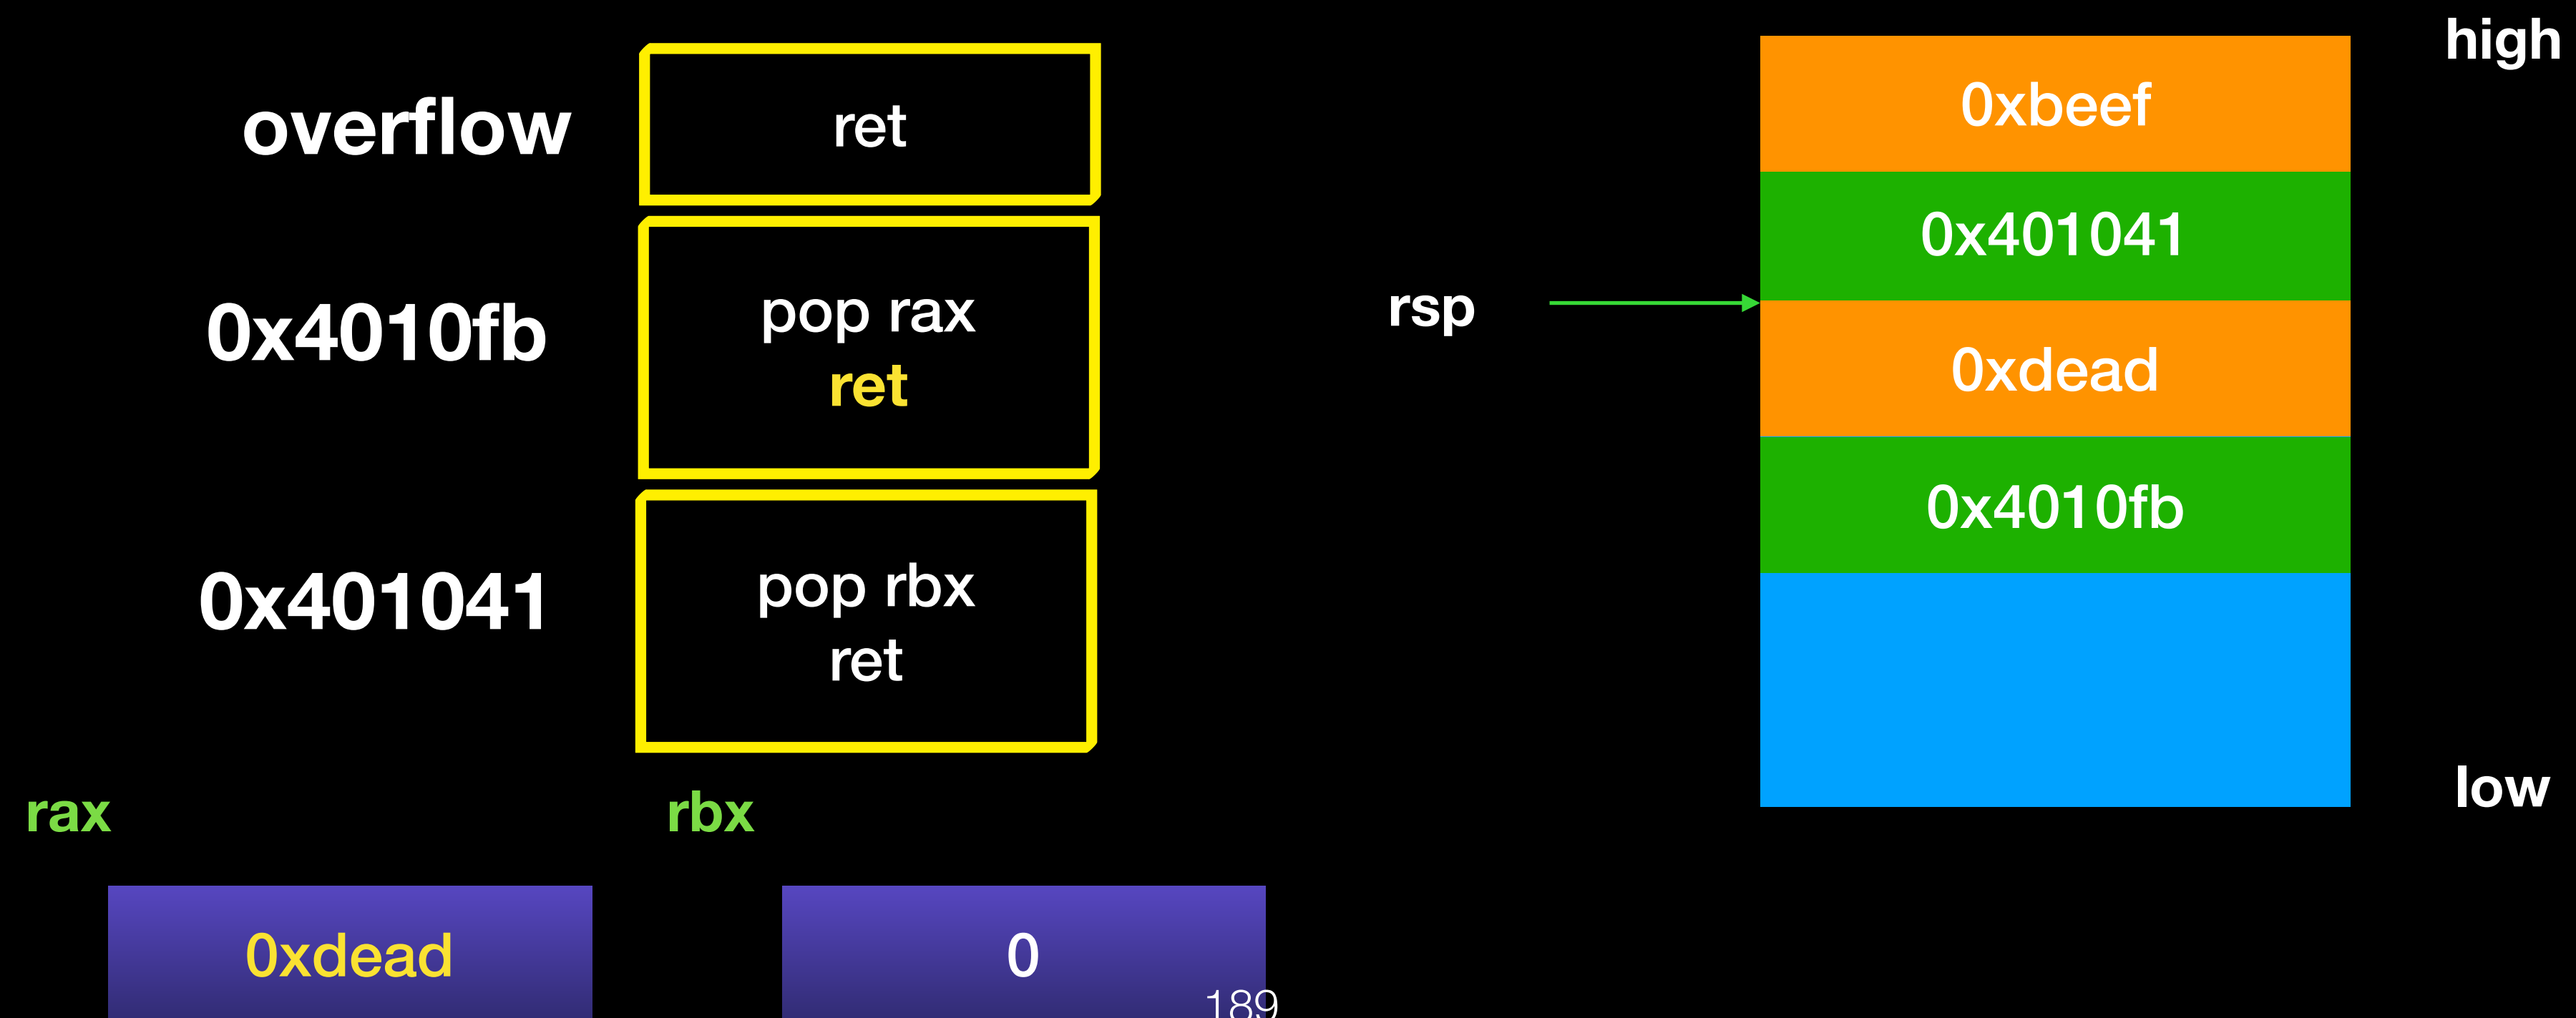 overflow
ret
0x4010fb
pop rax
ret
0x401041
pop rbx
ret
rax
0xdead
rbx
0
rsp
high
0xbeef
0x401041
0xdead
0x4010fb
low
189